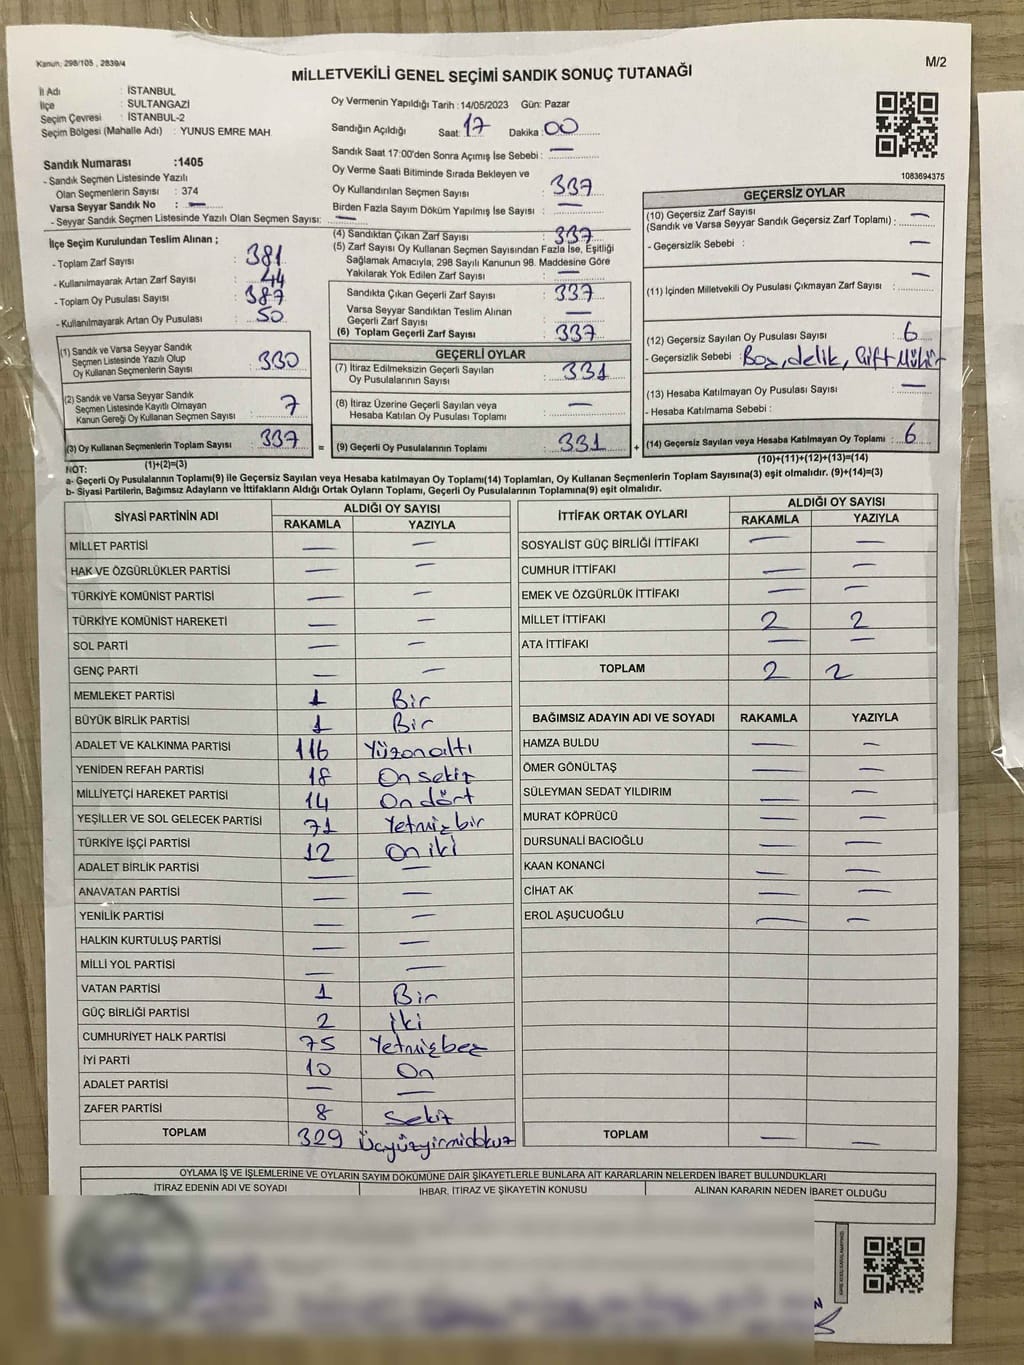 Kanun: 298/105 , 2839/4
M/2
MİLLETVEKİLİ GENEL SEÇİMİ SANDIK SONUÇ TUTANAĞI
İl Adı : İSTANBUL
İlçe : SULTANGAZİ
Seçim Çevresi : İSTANBUL-2
Seçim Bölgesi (Mahalle Adı) : YUNUS EMRE MAH
Oy Vermenin Yapıldığı Tarih : 14/05/2023 Gün: Pazar
Sandığın Açıldığı Saat: 17 Dakika : 00
Sandık Saat 17:00'den Sonra Açımış İse Sebebi : —
Sandık Numarası :1405
- Sandık Seçmen Listesinde Yazılı
Olan Seçmenlerin Sayısı : 374
Varsa Seyyar Sandık No : —
- Seyyar Sandık Seçmen Listesinde Yazılı Olan Seçmen Sayısı: —
Oy Verme Saati Bitiminde Sırada Bekleyen ve
Oy Kullandırılan Seçmen Sayısı : 337
Birden Fazla Sayım Döküm Yapılmış İse Sayısı : —
1083694375
İlçe Seçim Kurulundan Teslim Alınan ;
- Toplam Zarf Sayısı : 381
- Kullanılmayarak Artan Zarf Sayısı : 44
- Toplam Oy Pusulası Sayısı : 387
- Kullanılmayarak Artan Oy Pusulası : 50
(4) Sandıktan Çıkan Zarf Sayısı : 337
(5) Zarf Sayısı Oy Kullanan Seçmen Sayısından Fazla İse, Eşitliği
Sağlamak Amacıyla; 298 Sayılı Kanunun 98. Maddesine Göre
Yakılarak Yok Edilen Zarf Sayısı : —
Sandıkta Çıkan Geçerli Zarf Sayısı : 337
Varsa Seyyar Sandıktan Teslim Alınan
Geçerli Zarf Sayısı : —
(6) Toplam Geçerli Zarf Sayısı : 337
GEÇERSİZ OYLAR
(10) Geçersiz Zarf Sayısı
(Sandık ve Varsa Seyyar Sandık Geçersiz Zarf Toplamı) : —
- Geçersizlik Sebebi : —
—
(11) İçinden Milletvekili Oy Pusulası Çıkmayan Zarf Sayısı :
(12) Geçersiz Sayılan Oy Pusulası Sayısı : 6
- Geçersizlik Sebebi : Boş, delik, Çift Mühür
(13) Hesaba Katılmayan Oy Pusulası Sayısı : —
- Hesaba Katılmama Sebebi :
(14) Geçersiz Sayılan veya Hesaba Katılmayan Oy Toplamı : 6
(1) Sandık ve Varsa Seyyar Sandık
Seçmen Listesinde Yazılı Olup
Oy Kullanan Seçmenlerin Sayısı : 330
(2) Sandık ve Varsa Seyyar Sandık
Seçmen Listesinde Kayıtlı Olmayan
Kanun Gereği Oy Kullanan Seçmen Sayısı : 7
(3) Oy Kullanan Seçmenlerin Toplam Sayısı : 337
=
GEÇERLİ OYLAR
(7) İtiraz Edilmeksizin Geçerli Sayılan
Oy Pusulalarının Sayısı : 331
(8) İtiraz Üzerine Geçerli Sayılan veya
Hesaba Katılan Oy Pusulası Toplamı : —
(9) Geçerli Oy Pusulalarının Toplamı : 331
+
(1)+(2)=(3)
(10)+(11)+(12)+(13)=(14)
NOT:
a- Geçerli Oy Pusulalarının Toplamı(9) ile Geçersiz Sayılan veya Hesaba Katılmayan Oy Toplamı(14) Toplamları, Oy Kullanan Seçmenlerin Toplam Sayısına(3) eşit olmalıdır. (9)+(14)=(3)
b- Siyasi Partilerin, Bağımsız Adayların ve İttifakların Aldığı Ortak Oyların Toplamı, Geçerli Oy Pusulalarının Toplamına(9) eşit olmalıdır.
SİYASİ PARTİNİN ADI ALDIĞI OY SAYISI
RAKAMLA YAZIYLA
MİLLET PARTİSİ — —
HAK VE ÖZGÜRLÜKLER PARTİSİ — —
TÜRKİYE KOMÜNİST PARTİSİ — —
TÜRKİYE KOMÜNİST HAREKETİ — —
SOL PARTİ — —
GENÇ PARTİ — —
MEMLEKET PARTİSİ 1 Bir
BÜYÜK BİRLİK PARTİSİ 1 Bir
ADALET VE KALKINMA PARTİSİ 116 Yüzonaltı
YENİDEN REFAH PARTİSİ 18 On sekiz
MİLLİYETÇİ HAREKET PARTİSİ 14 On dört
YEŞİLLER VE SOL GELECEK PARTİSİ 71 Yetmişbir
TÜRKİYE İŞÇİ PARTİSİ 12 On iki
ADALET BİRLİK PARTİSİ — —
ANAVATAN PARTİSİ — —
YENİLİK PARTİSİ — —
HALKIN KURTULUŞ PARTİSİ — —
MİLLİ YOL PARTİSİ — —
VATAN PARTİSİ 1 Bir
GÜÇ BİRLİĞİ PARTİSİ 2 İki
CUMHURİYET HALK PARTİSİ 75 Yetmişbeş
İYİ PARTİ 10 On
ADALET PARTİSİ — —
ZAFER PARTİSİ 8 Sekiz
TOPLAM 329 Üçyüzyirmidokuz
İTTİFAK ORTAK OYLARI ALDIĞI OY SAYISI
RAKAMLA YAZIYLA
SOSYALİST GÜÇ BİRLİĞİ İTTİFAKI — —
CUMHUR İTTİFAKI — —
EMEK VE ÖZGÜRLÜK İTTİFAKI — —
MİLLET İTTİFAKI 2 2
ATA İTTİFAKI — —
TOPLAM 2 2
BAĞIMSIZ ADAYIN ADI VE SOYADI RAKAMLA YAZIYLA
HAMZA BULDU — —
ÖMER GÖNÜLTAŞ — —
SÜLEYMAN SEDAT YILDIRIM — —
MURAT KÖPRÜCÜ — —
DURSUNALİ BACIOĞLU — —
KAAN KONANCİ — —
CİHAT AK — —
EROL AŞUCUOĞLU — —
TOPLAM — —
OYLAMA İŞ VE İŞLEMLERİNE VE OYLARIN SAYIM DÖKÜMÜNE DAİR ŞİKAYETLERLE BUNLARA AİT KARARLARIN NELERDEN İBARET BULUNDUKLARI
İTİRAZ EDENİN ADI VE SOYADI İHBAR, İTİRAZ VE ŞİKAYETİN KONUSU ALINAN KARARIN NEDEN İBARET OLDUĞU